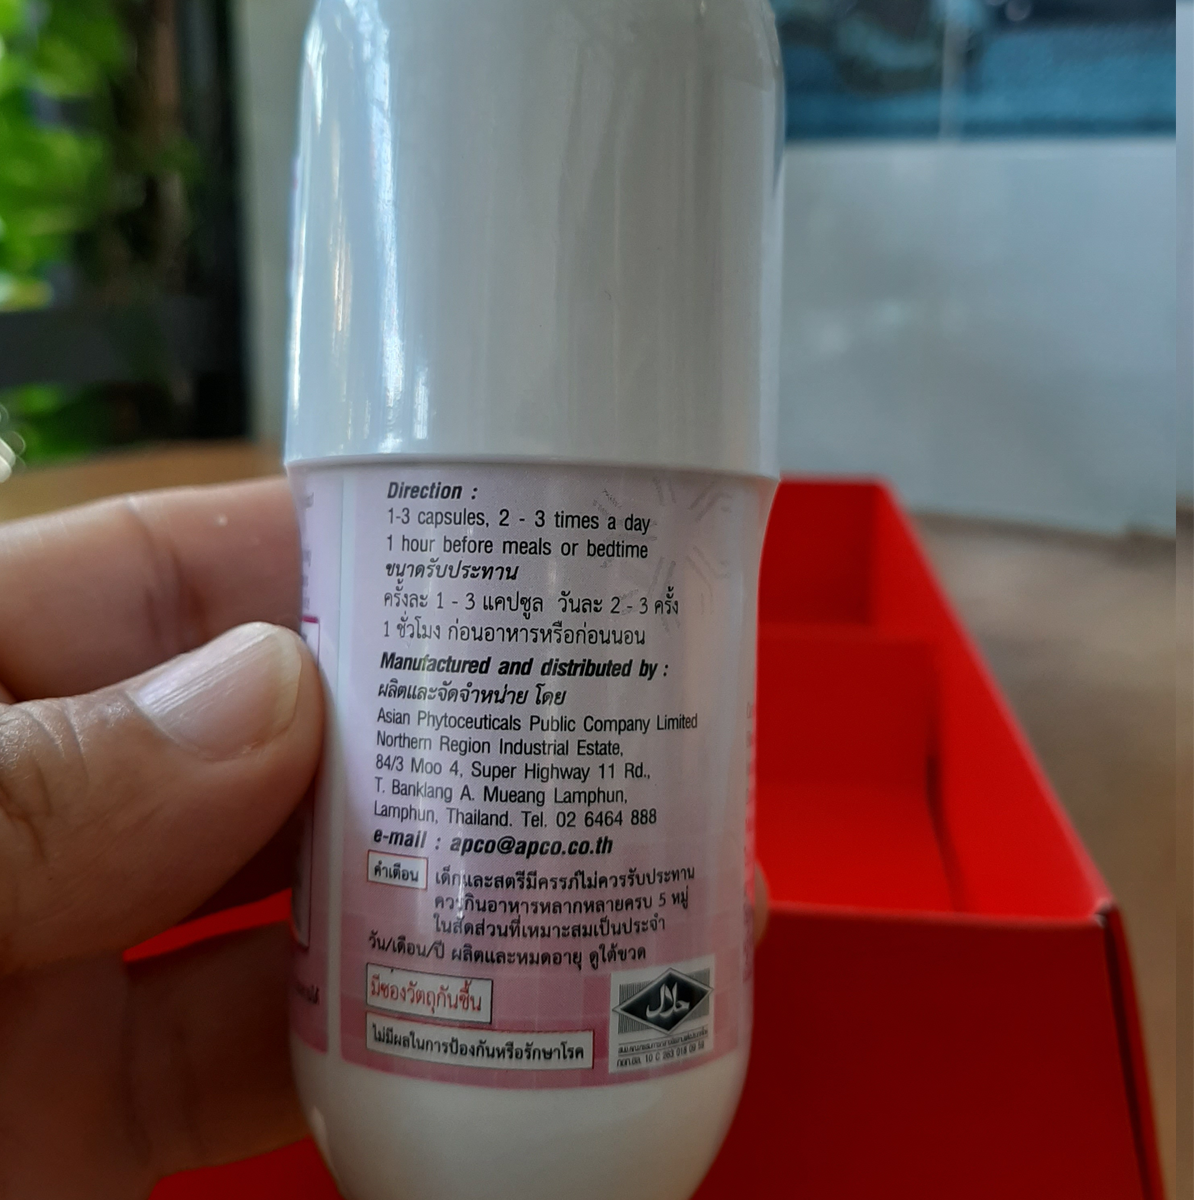 Direction :
1-3 capsules, 2 - 3 times a day
1 hour before meals or bedtime
ขนาดรับประทาน
ครั้งละ 1 - 3 แคปซูล วันละ 2 - 3 ครั้ง
1 ชั่วโมง ก่อนอาหารหรือก่อนนอน
Manufactured and distributed by :
ผลิตและจัดจำหน่าย โดย
Asian Phytoceuticals Public Company Limited
Northern Region Industrial Estate,
84/3 Moo 4, Super Highway 11 Rd.,
T. Banklang A. Mueang Lamphun,
Lamphun, Thailand. Tel. 02 6464 888
e-mail : apco@apco.co.th
คำเตือน เด็กและสตรีมีครรภ์ไม่ควรรับประทาน
ควรกินอาหารหลากหลายครบ 5 หมู่
ในสัดส่วนที่เหมาะสมเป็นประจำ
วัน/เดือน/ปี ผลิตและหมดอายุ ดูใต้ขวด
มีซองวัตถุกันชื้น
ไม่มีผลในการป้องกันหรือรักษาโรค
حلال